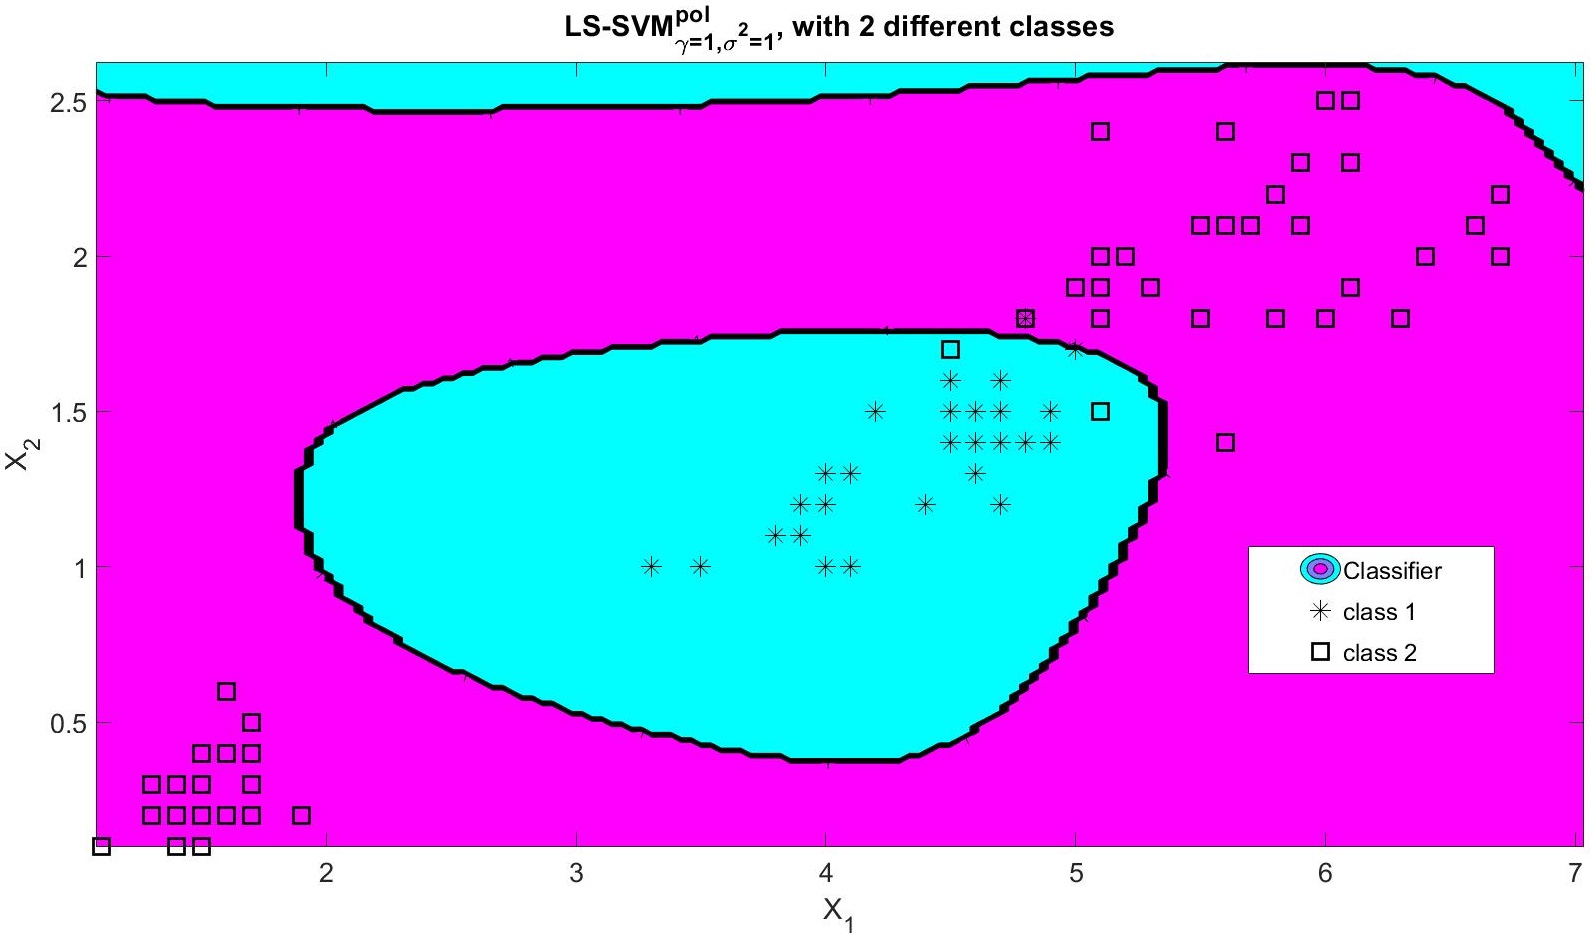 LS-SVM^pol_γ=1,σ²=1, with 2 different classes
2.5
2
1.5
1
0.5
X₂
2 3 4 5 6 7
X₁
Classifier
class 1
class 2